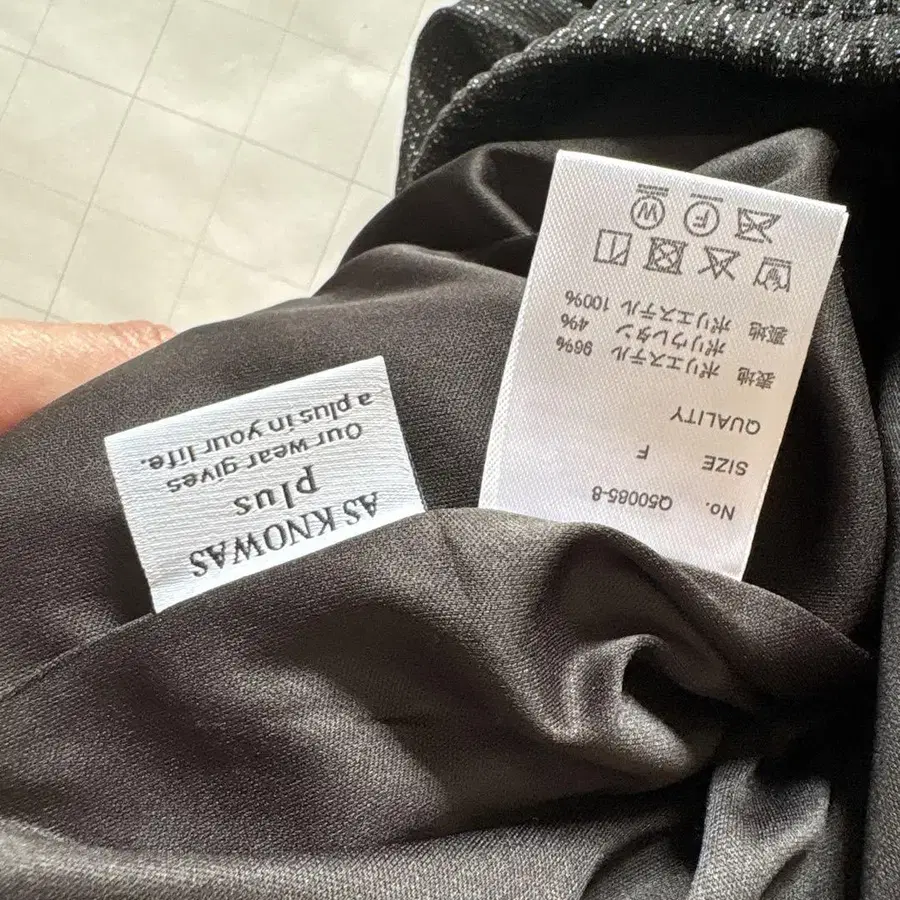 AS KNOWAS
plus
Our wear gives
a plus in your life.
No. Q50085-8
SIZE F
QUALITY
表地 ポリエステル 96%
ポリウレタン 4%
裏地 ポリエステル 100%
F W